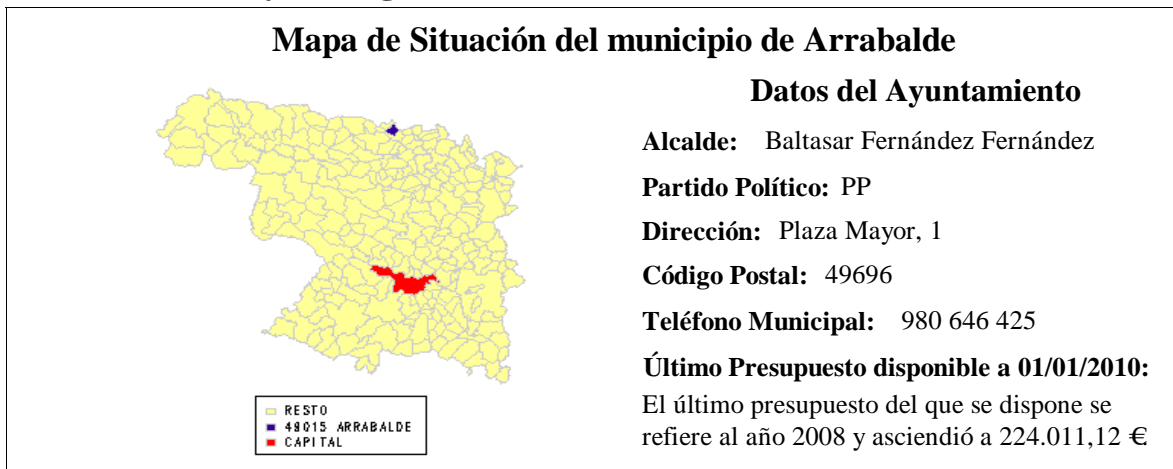 Mapa de Situación del municipio de Arrabalde
Datos del Ayuntamiento
Alcalde: Baltasar Fernández Fernández
Partido Político: PP
Dirección: Plaza Mayor, 1
Código Postal: 49696
Teléfono Municipal: 980 646 425
Último Presupuesto disponible a 01/01/2010:
El último presupuesto del que se dispone se
refiere al año 2008 y asciendió a 224.011,12 €
RESTO
49015 ARRABALDE
CAPITAL